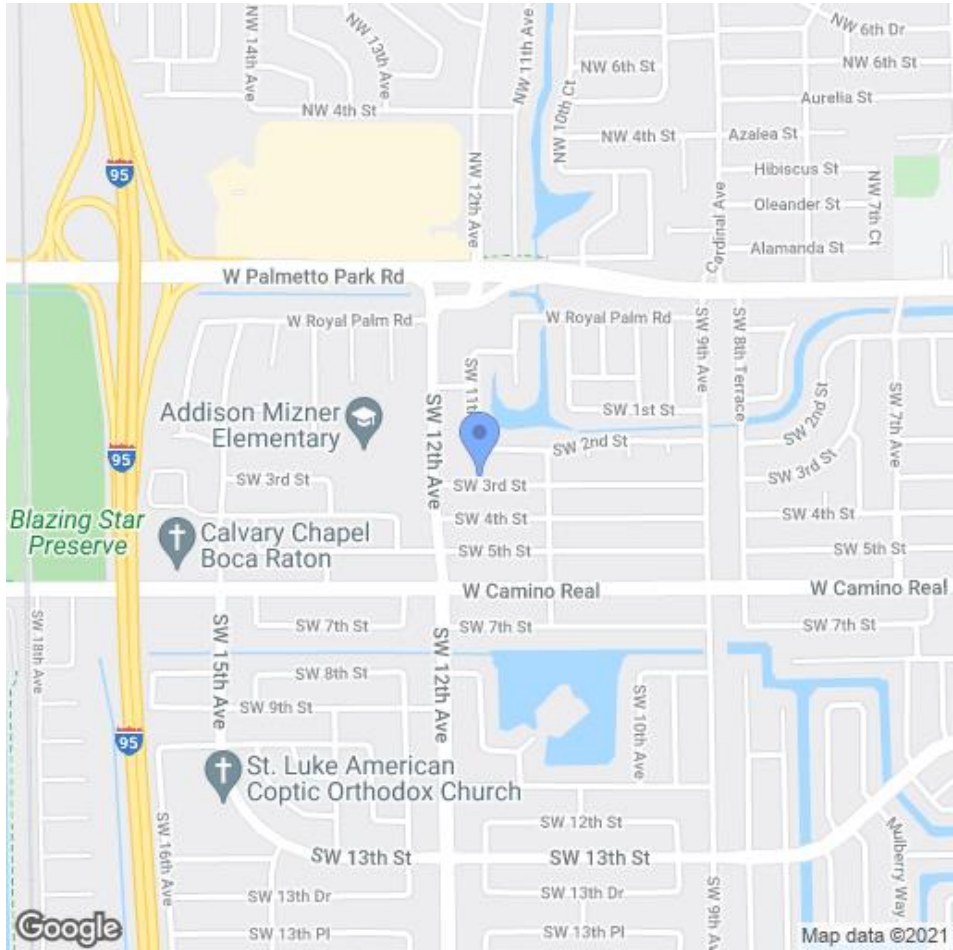 NW 6th Dr
NW 14th Ave
NW 13th Ave
NW 11th Ave
NW 6th St
NW 6th St
Aurelia St
NW 4th St
NW 10th Ct
NW 4th St
Azalea St
95
NW 12th Ave
Hibiscus St
NW 7th Ct
Oleander St
Cardinal Ave
Alamanda St
W Palmetto Park Rd
W Royal Palm Rd
W Royal Palm Rd
SW 9th Ave
SW 8th Terrace
SW 11th
Addison Mizner
Elementary
SW 12th Ave
SW 1st St
SW 2nd St
SW 7th Ave
SW 2nd St
95
SW 3rd St
SW 3rd St
SW 3rd St
Blazing Star
Preserve
SW 4th St
SW 4th St
Calvary Chapel
Boca Raton
SW 5th St
SW 5th St
W Camino Real
W Camino Real
SW 18th Ave
SW 15th Ave
SW 7th St
SW 12th Ave
SW 7th St
SW 7th St
SW 8th St
SW 10th Ave
SW 9th St
95
St. Luke American
Coptic Orthodox Church
SW 16th Ave
SW 12th St
SW 13th St
SW 13th St
Mulberry Way
SW 13th Dr
SW 13th Dr
SW 9th Ave
SW 13th Pl
SW 13th Pl
Google
Map data ©2021